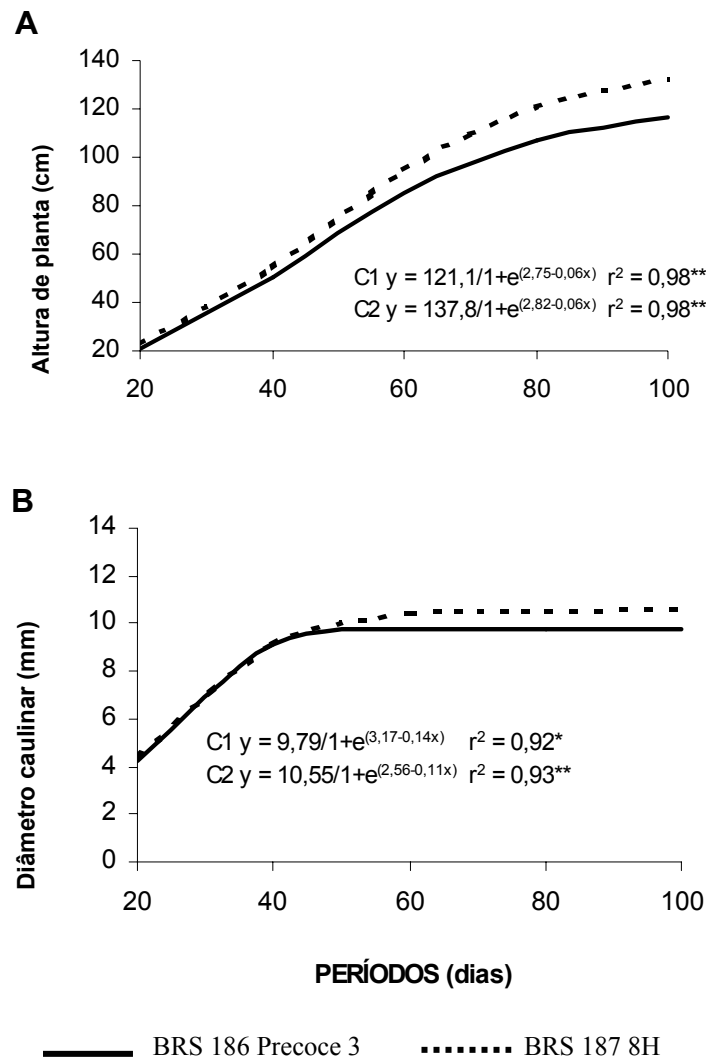 A
Altura de planta (cm)
140
120
100
80
60
40
20
C1 y = 121,1/1+e^(2,75-0,06x) r² = 0,98**
C2 y = 137,8/1+e^(2,82-0,06x) r² = 0,98**
20 40 60 80 100
B
Diâmetro caulinar (mm)
14
12
10
8
6
4
2
0
C1 y = 9,79/1+e^(3,17-0,14x) r² = 0,92*
C2 y = 10,55/1+e^(2,56-0,11x) r² = 0,93**
20 40 60 80 100
PERÍODOS (dias)
BRS 186 Precoce 3 BRS 187 8H